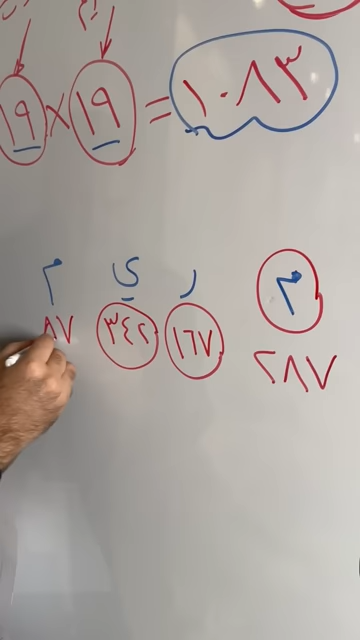 ١٩ × ١٩ = ١٠٨٣
م ر ي م
٢٨٧ ١٦٧ ٣٤٢ ٨٧